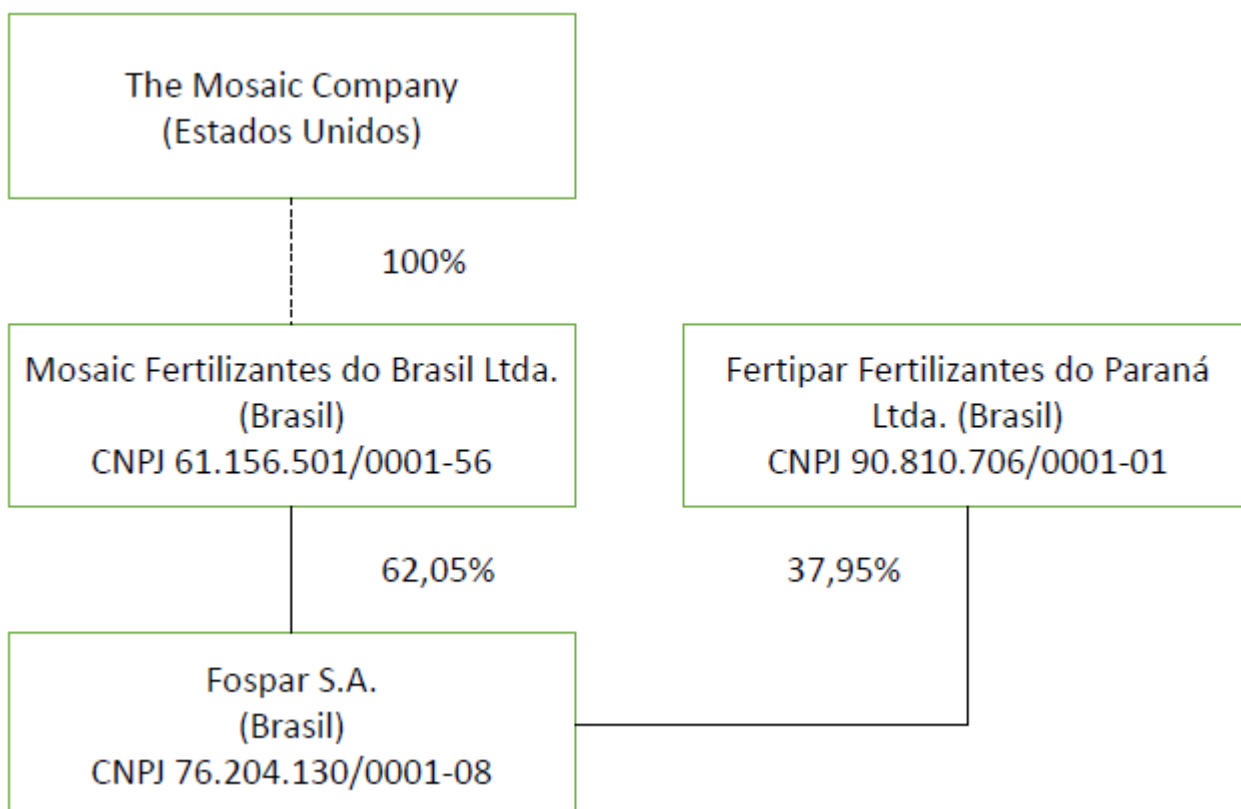 The Mosaic Company
(Estados Unidos)
100%
Mosaic Fertilizantes do Brasil Ltda.
(Brasil)
CNPJ 61.156.501/0001-56
Fertipar Fertilizantes do Paraná
Ltda. (Brasil)
CNPJ 90.810.706/0001-01
62,05%
37,95%
Fospar S.A.
(Brasil)
CNPJ 76.204.130/0001-08